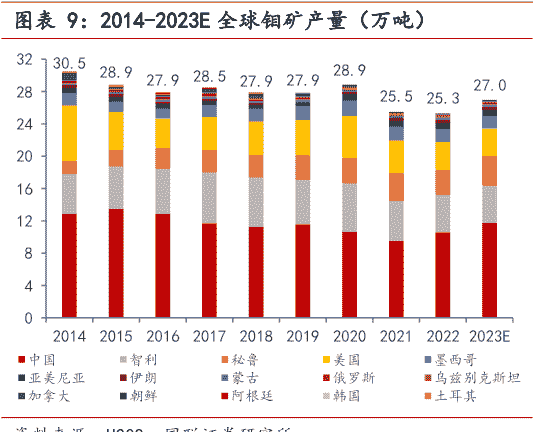 图表 9：2014-2023E 全球钼矿产量（万吨）
32
28
24
20
16
12
8
4
0
30.5 28.9 27.9 28.5 27.9 27.9 28.9 25.5 25.3 27.0
2014 2015 2016 2017 2018 2019 2020 2021 2022 2023E
中国 智利 秘鲁 美国 墨西哥
亚美尼亚 伊朗 蒙古 俄罗斯 乌兹别克斯坦
加拿大 朝鲜 阿根廷 韩国 土耳其